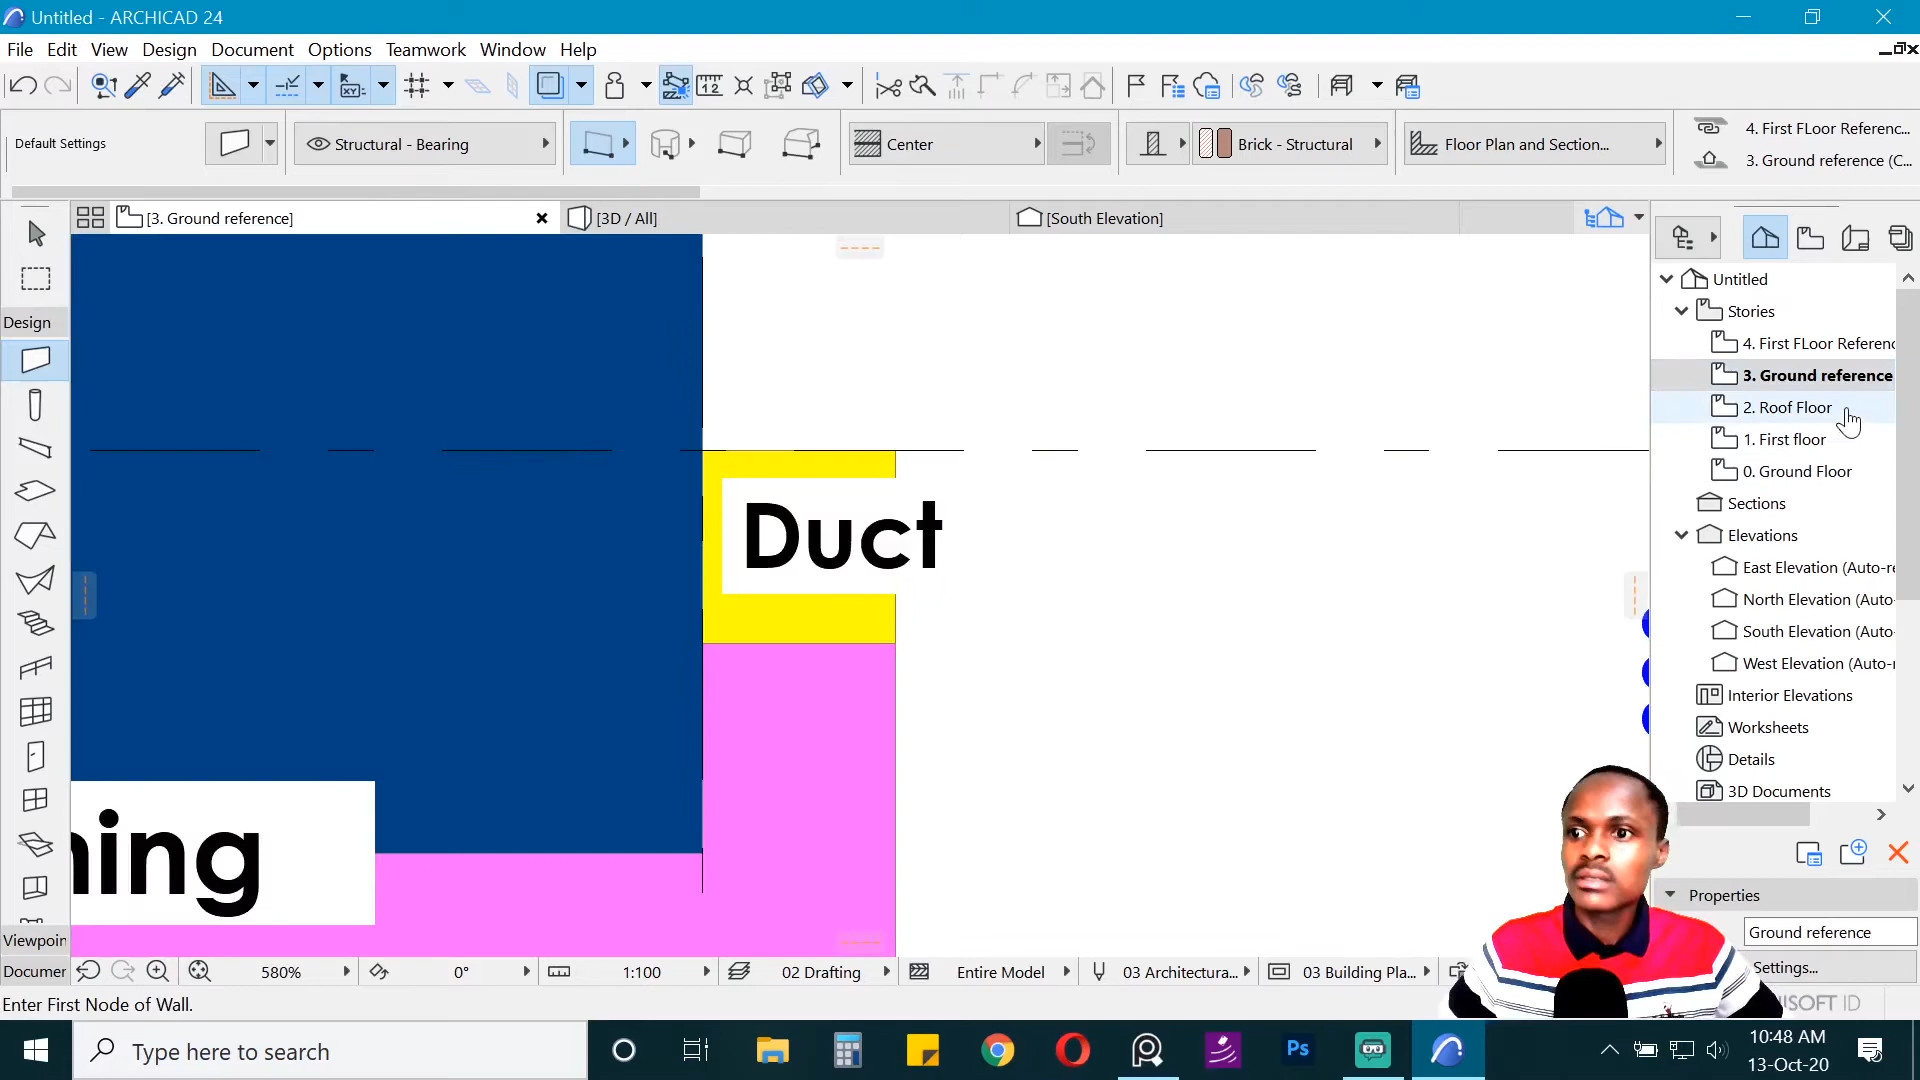 Untitled - ARCHICAD 24
File Edit View Design Document Options Teamwork Window Help
Default Settings
Structural - Bearing
Center
Brick - Structural
Floor Plan and Section...
4. First FLoor Referenc...
3. Ground reference (C...
[3. Ground reference]
[3D / All]
[South Elevation]
Design
Untitled
Stories
4. First FLoor Referenc
3. Ground reference
2. Roof Floor
1. First floor
0. Ground Floor
Sections
Elevations
East Elevation (Auto-re
North Elevation (Auto-
South Elevation (Auto-
West Elevation (Auto-r
Interior Elevations
Worksheets
Details
3D Documents
Duct
ning
Properties
Ground reference
Settings...
Viewpoin
Documer
580%
0°
1:100
02 Drafting
Entire Model
03 Architectura...
03 Building Pla...
Enter First Node of Wall.
SOFT ID
Type here to search
Ps
10:48 AM
13-Oct-20